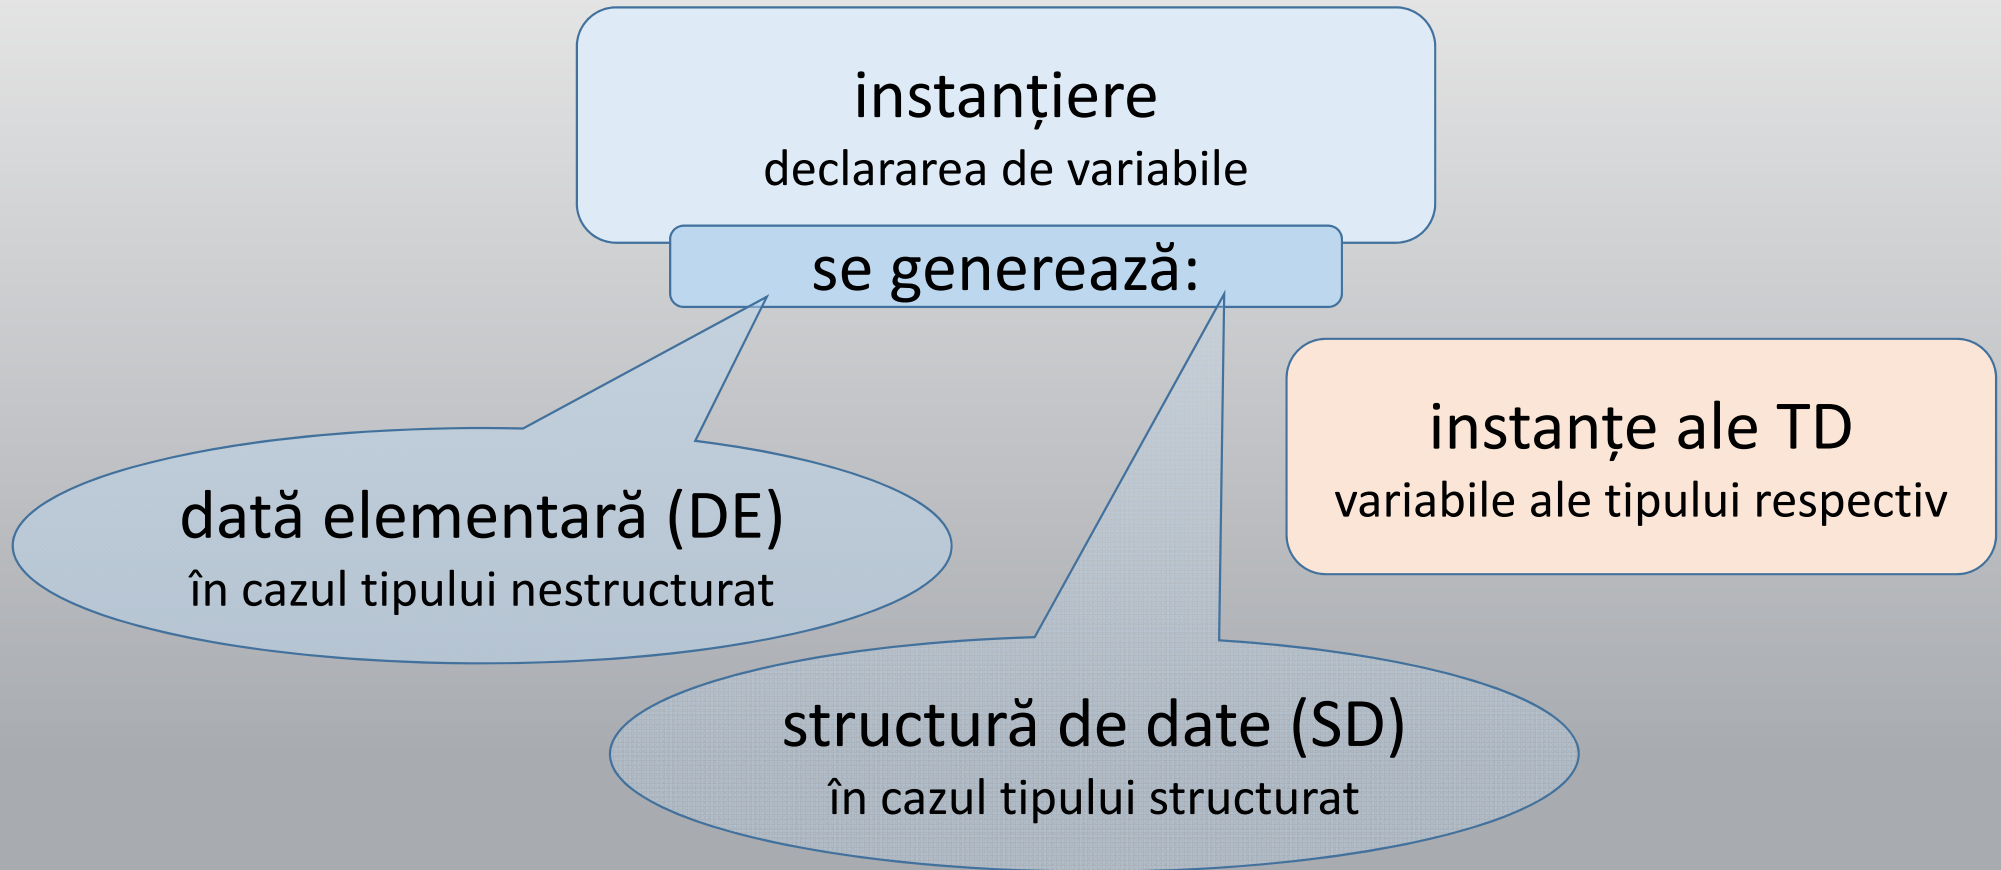 instanțiere
declararea de variabile
se generează:
instanțe ale TD
variabile ale tipului respectiv
dată elementară (DE)
în cazul tipului nestructurat
structură de date (SD)
în cazul tipului structurat